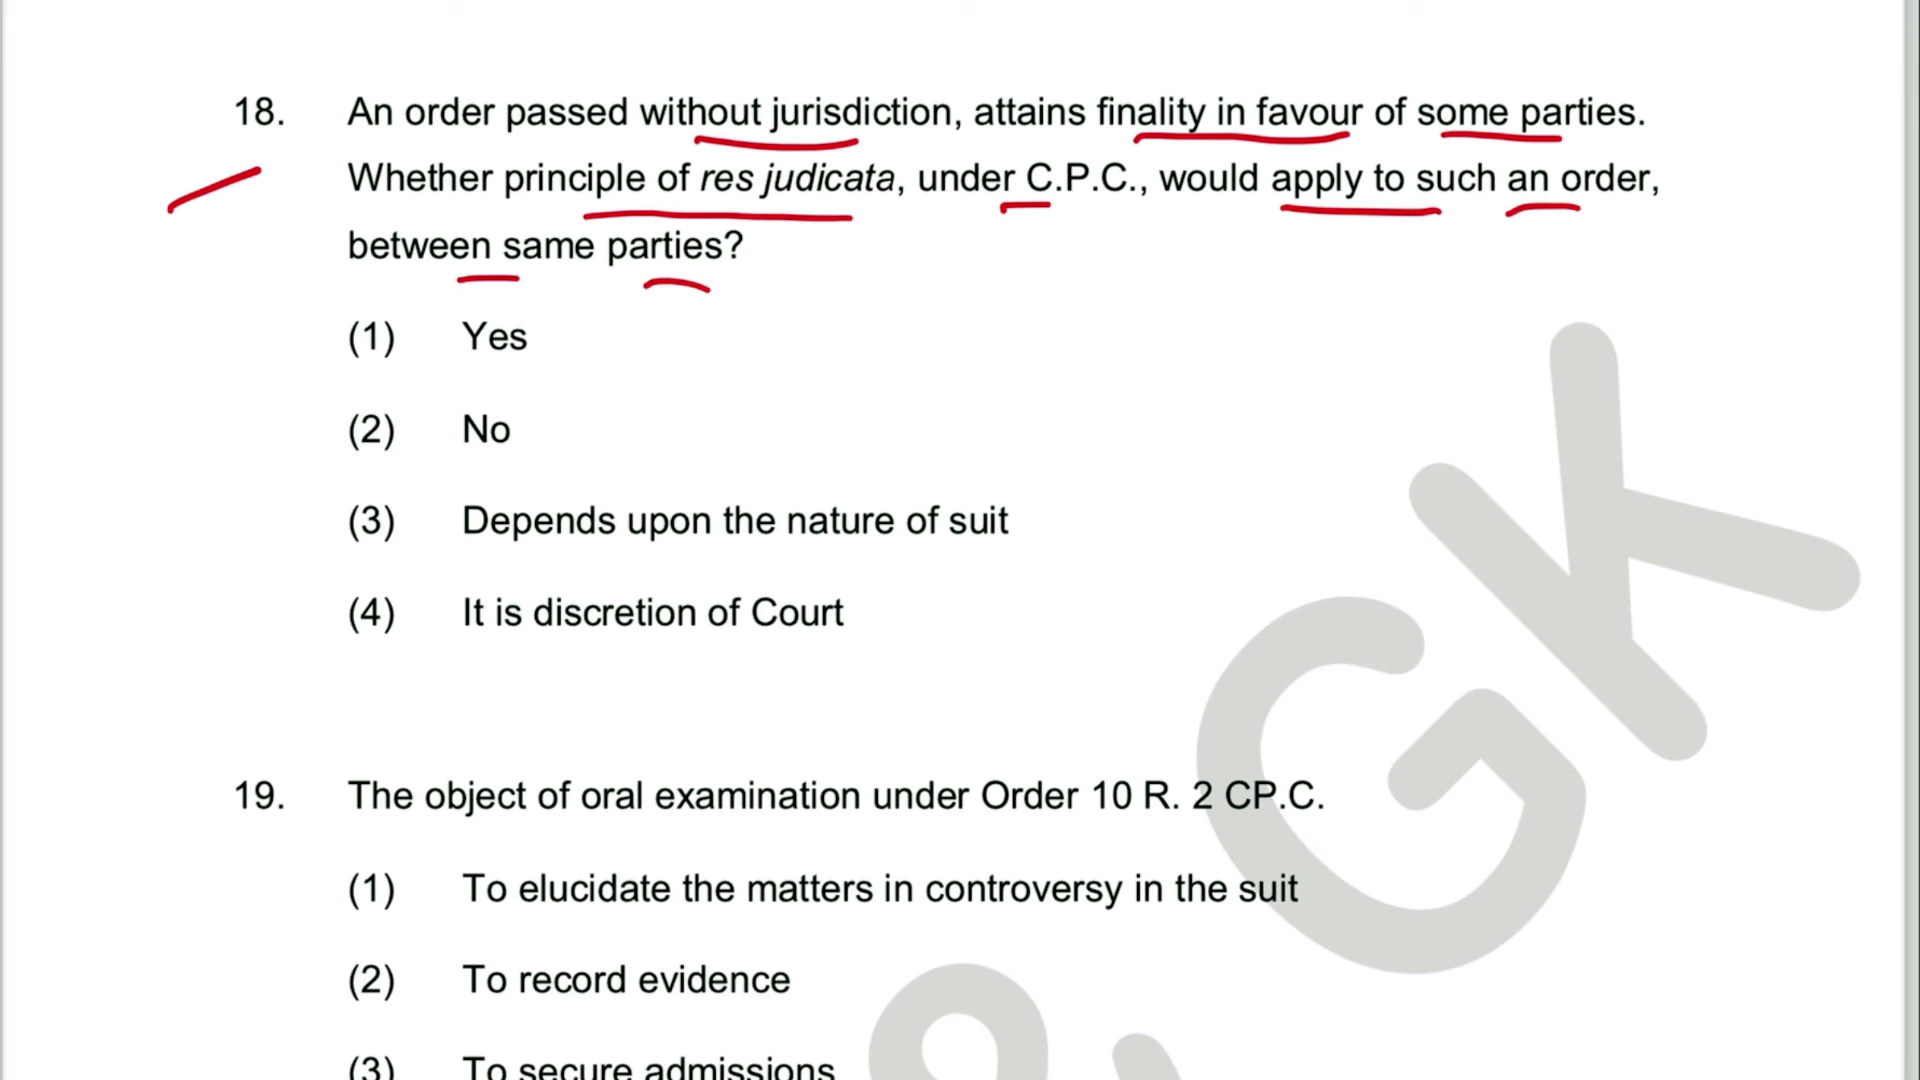 18. An order passed without jurisdiction, attains finality in favour of some parties.
Whether principle of res judicata, under C.P.C., would apply to such an order,
between same parties?
(1) Yes
(2) No
(3) Depends upon the nature of suit
(4) It is discretion of Court
19. The object of oral examination under Order 10 R. 2 CP.C.
(1) To elucidate the matters in controversy in the suit
(2) To record evidence
(3) To secure admissions
& GK